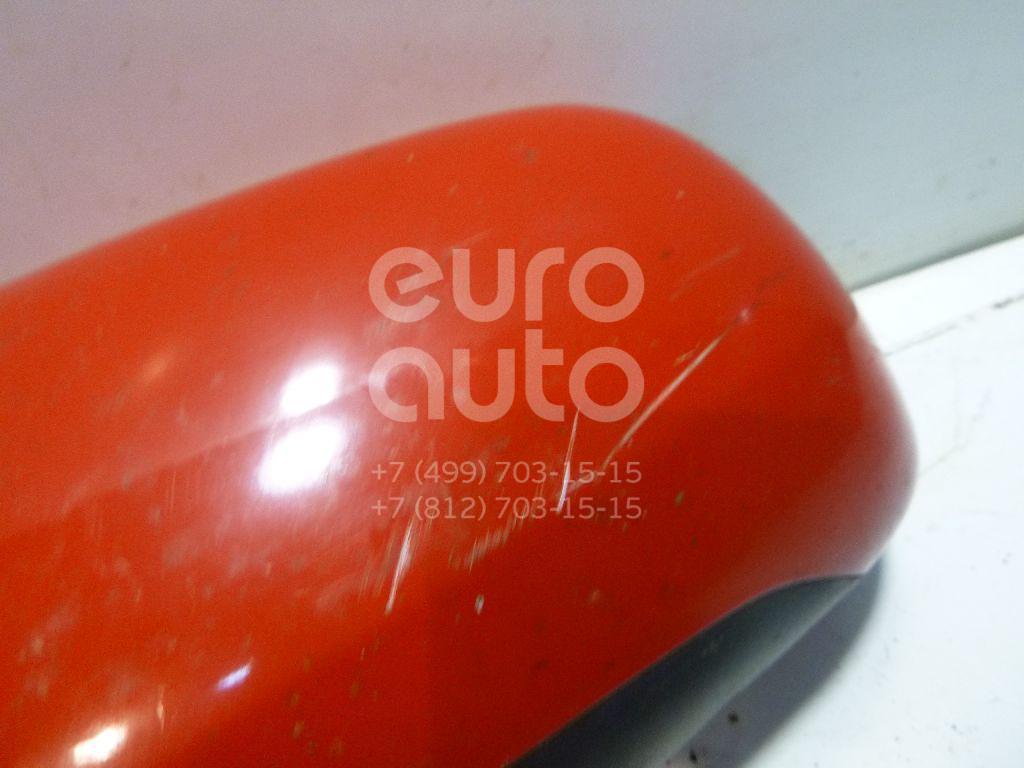 euro
auto
+7 (499) 703-15-15
+7 (812) 703-15-15